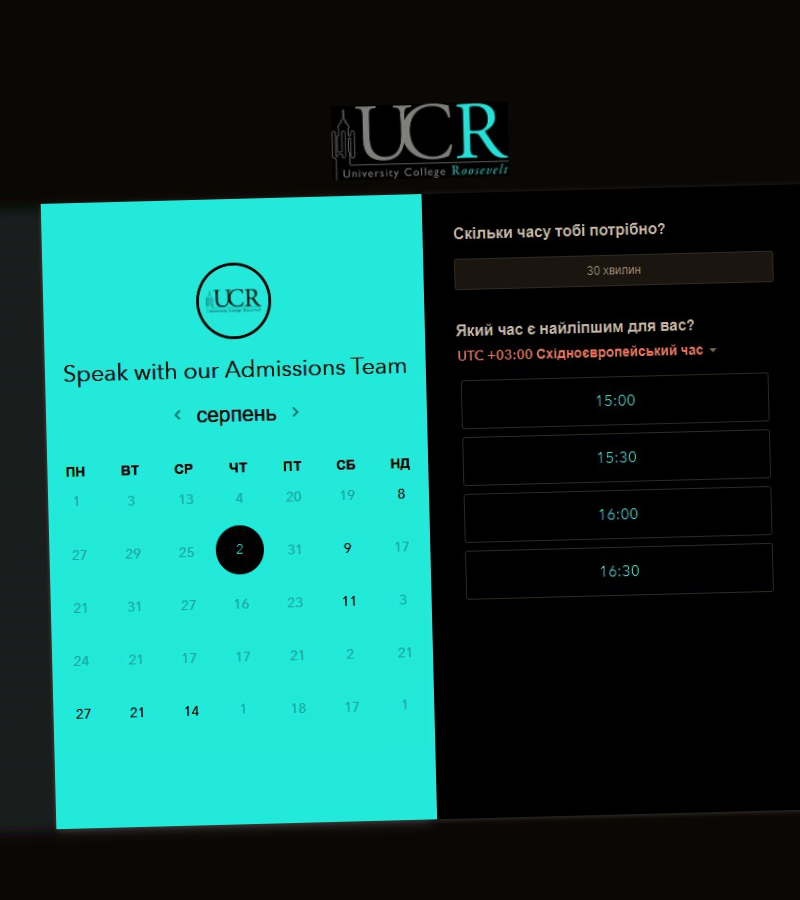 UCR
University College Roosevelt
UCR
University College Roosevelt
Speak with our Admissions Team
серпень
ПН ВТ СР ЧТ ПТ СБ НД
1 3 13 4 20 19 8
27 29 25 2 31 9 17
21 31 27 16 23 11 3
24 21 17 17 21 2 21
27 21 14 1 18 17 1
Скільки часу тобі потрібно?
30 хвилин
Який час є найліпшим для вас?
UTC +03:00 Східноєвропейський час
15:00
15:30
16:00
16:30